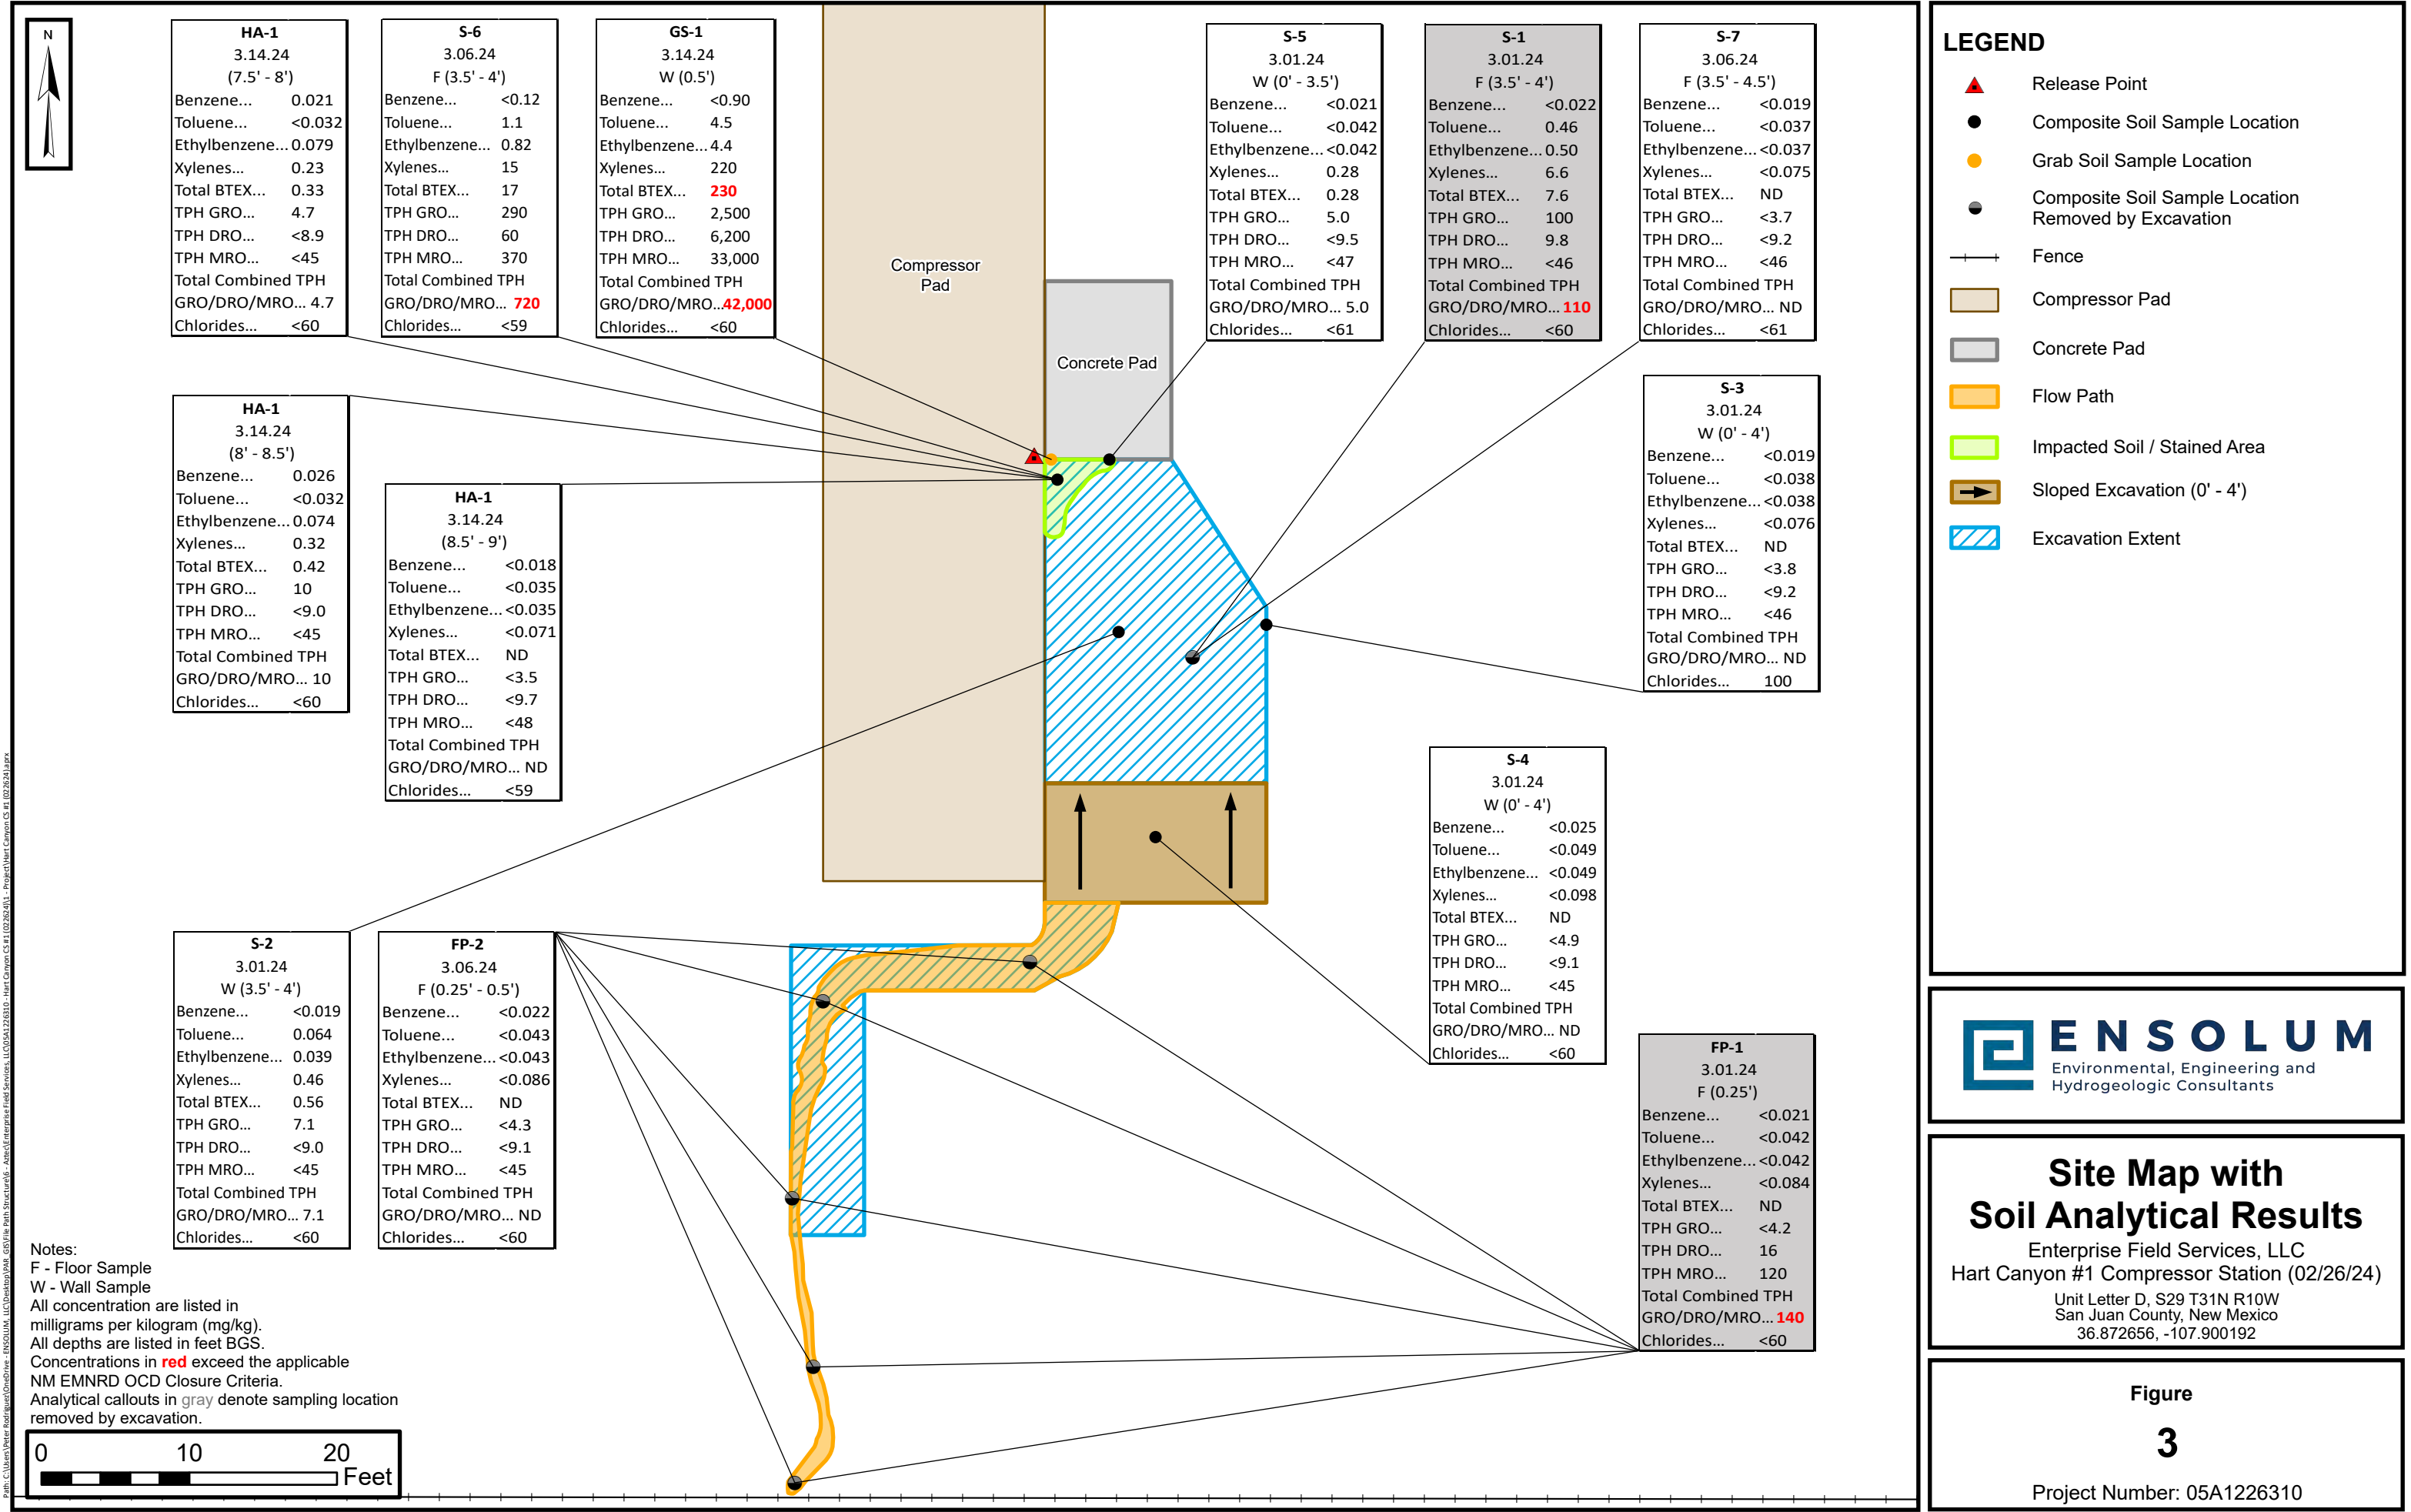 N
HA-1
3.14.24
(7.5' - 8')
Benzene... 0.021
Toluene... <0.032
Ethylbenzene... 0.079
Xylenes... 0.23
Total BTEX... 0.33
TPH GRO... 4.7
TPH DRO... <8.9
TPH MRO... <45
Total Combined TPH
GRO/DRO/MRO... 4.7
Chlorides... <60
S-6
3.06.24
F (3.5' - 4')
Benzene... <0.12
Toluene... 1.1
Ethylbenzene... 0.82
Xylenes... 15
Total BTEX... 17
TPH GRO... 290
TPH DRO... 60
TPH MRO... 370
Total Combined TPH
GRO/DRO/MRO... 720
Chlorides... <59
GS-1
3.14.24
W (0.5')
Benzene... <0.90
Toluene... 4.5
Ethylbenzene... 4.4
Xylenes... 220
Total BTEX... 230
TPH GRO... 2,500
TPH DRO... 6,200
TPH MRO... 33,000
Total Combined TPH
GRO/DRO/MRO... 42,000
Chlorides... <60
S-5
3.01.24
W (0' - 3.5')
Benzene... <0.021
Toluene... <0.042
Ethylbenzene... <0.042
Xylenes... 0.28
Total BTEX... 0.28
TPH GRO... 5.0
TPH DRO... <9.5
TPH MRO... <47
Total Combined TPH
GRO/DRO/MRO... 5.0
Chlorides... <61
S-1
3.01.24
F (3.5' - 4')
Benzene... <0.022
Toluene... 0.46
Ethylbenzene... 0.50
Xylenes... 6.6
Total BTEX... 7.6
TPH GRO... 100
TPH DRO... 9.8
TPH MRO... <46
Total Combined TPH
GRO/DRO/MRO... 110
Chlorides... <60
S-7
3.06.24
F (3.5' - 4.5')
Benzene... <0.019
Toluene... <0.037
Ethylbenzene... <0.037
Xylenes... <0.075
Total BTEX... ND
TPH GRO... <3.7
TPH DRO... <9.2
TPH MRO... <46
Total Combined TPH
GRO/DRO/MRO... ND
Chlorides... <61
Compressor
Pad
Concrete Pad
HA-1
3.14.24
(8' - 8.5')
Benzene... 0.026
Toluene... <0.032
Ethylbenzene... 0.074
Xylenes... 0.32
Total BTEX... 0.42
TPH GRO... 10
TPH DRO... <9.0
TPH MRO... <45
Total Combined TPH
GRO/DRO/MRO... 10
Chlorides... <60
HA-1
3.14.24
(8.5' - 9')
Benzene... <0.018
Toluene... <0.035
Ethylbenzene... <0.035
Xylenes... <0.071
Total BTEX... ND
TPH GRO... <3.5
TPH DRO... <9.7
TPH MRO... <48
Total Combined TPH
GRO/DRO/MRO... ND
Chlorides... <59
S-3
3.01.24
W (0' - 4')
Benzene... <0.019
Toluene... <0.038
Ethylbenzene... <0.038
Xylenes... <0.076
Total BTEX... ND
TPH GRO... <3.8
TPH DRO... <9.2
TPH MRO... <46
Total Combined TPH
GRO/DRO/MRO... ND
Chlorides... 100
S-4
3.01.24
W (0' - 4')
Benzene... <0.025
Toluene... <0.049
Ethylbenzene... <0.049
Xylenes... <0.098
Total BTEX... ND
TPH GRO... <4.9
TPH DRO... <9.1
TPH MRO... <45
Total Combined TPH
GRO/DRO/MRO... ND
Chlorides... <60
S-2
3.01.24
W (3.5' - 4')
Benzene... <0.019
Toluene... 0.064
Ethylbenzene... 0.039
Xylenes... 0.46
Total BTEX... 0.56
TPH GRO... 7.1
TPH DRO... <9.0
TPH MRO... <45
Total Combined TPH
GRO/DRO/MRO... 7.1
Chlorides... <60
FP-2
3.06.24
F (0.25' - 0.5')
Benzene... <0.022
Toluene... <0.043
Ethylbenzene... <0.043
Xylenes... <0.086
Total BTEX... ND
TPH GRO... <4.3
TPH DRO... <9.1
TPH MRO... <45
Total Combined TPH
GRO/DRO/MRO... ND
Chlorides... <60
FP-1
3.01.24
F (0.25')
Benzene... <0.021
Toluene... <0.042
Ethylbenzene... <0.042
Xylenes... <0.084
Total BTEX... ND
TPH GRO... <4.2
TPH DRO... 16
TPH MRO... 120
Total Combined TPH
GRO/DRO/MRO... 140
Chlorides... <60
Notes:
F - Floor Sample
W - Wall Sample
All concentration are listed in
milligrams per kilogram (mg/kg).
All depths are listed in feet BGS.
Concentrations in red exceed the applicable
NM EMNRD OCD Closure Criteria.
Analytical callouts in gray denote sampling location
removed by excavation.
0 10 20
Feet
LEGEND
Release Point
Composite Soil Sample Location
Grab Soil Sample Location
Composite Soil Sample Location
Removed by Excavation
Fence
Compressor Pad
Concrete Pad
Flow Path
Impacted Soil / Stained Area
Sloped Excavation (0' - 4')
Excavation Extent
ENSOLUM
Environmental, Engineering and
Hydrogeologic Consultants
Site Map with
Soil Analytical Results
Enterprise Field Services, LLC
Hart Canyon #1 Compressor Station (02/26/24)
Unit Letter D, S29 T31N R10W
San Juan County, New Mexico
36.872656, -107.900192
Figure
3
Project Number: 05A1226310